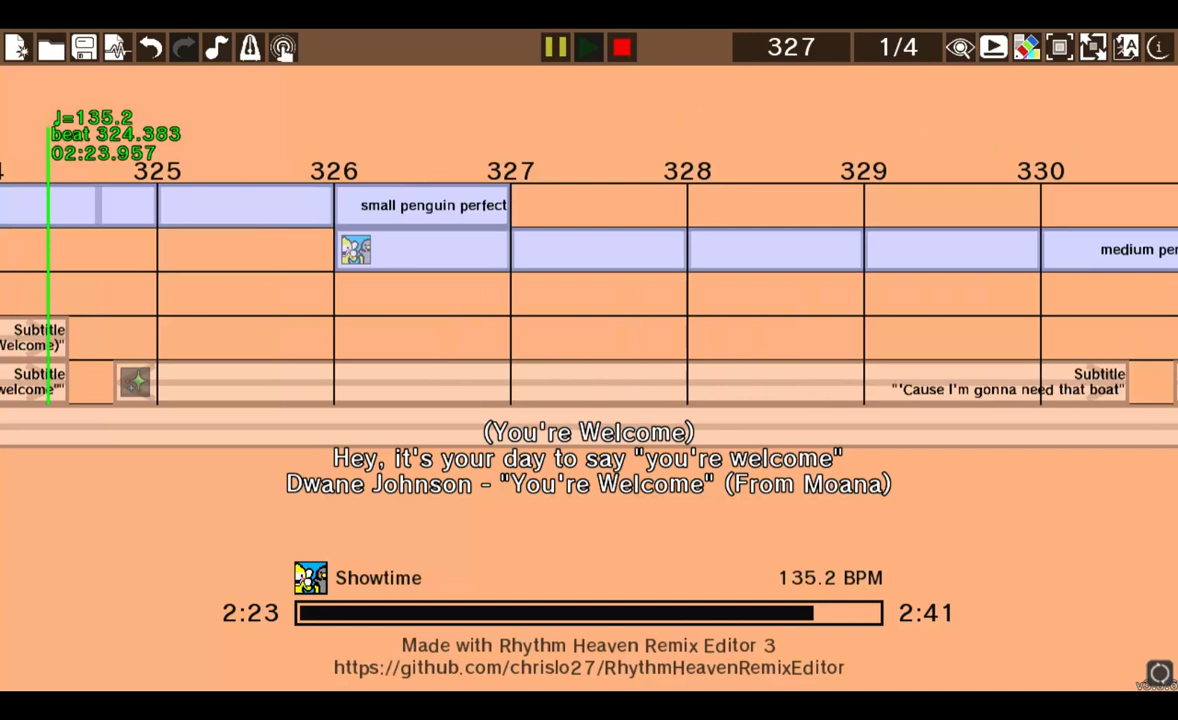 327
1/4
♩=135.2
beat 324.383
02:23.957
325
326
327
328
329
330
small penguin perfect
Subtitle
Welcome)"
Subtitle
welcome""
Subtitle
"'Cause I'm gonna need that boat"
(You're Welcome)
Hey, it's your day to say "you're welcome"
Dwane Johnson - "You're Welcome" (From Moana)
Showtime
135.2 BPM
2:23
2:41
Made with Rhythm Heaven Remix Editor 3
https://github.com/chrislo27/RhythmHeavenRemixEditor
medium